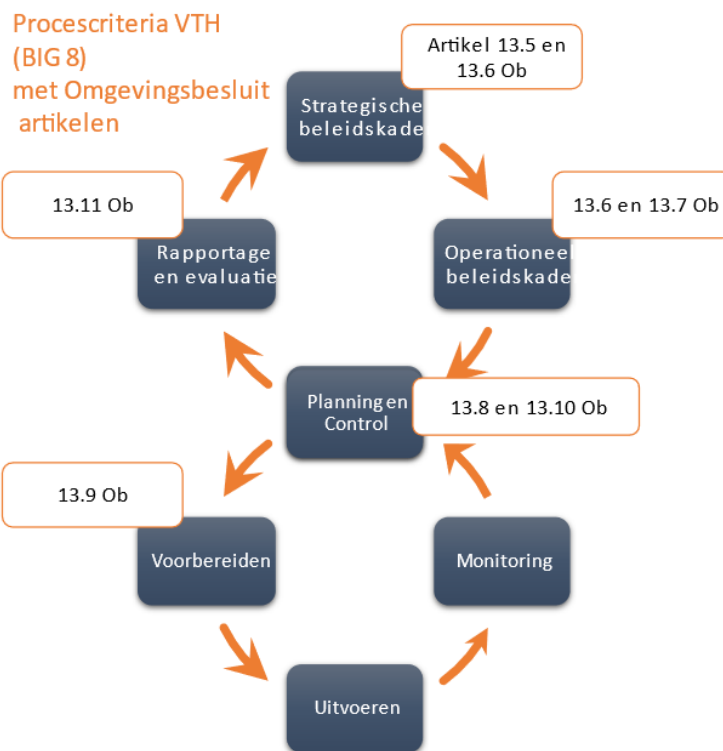 Procescriteria VTH
(BIG 8)
met Omgevingsbesluit
artikelen
Artikel 13.5 en
13.6 Ob
Strategische
beleidskade
13.11 Ob
13.6 en 13.7 Ob
Rapportage
en evaluatie
Operationeel
beleidskade
Planning en
Control
13.8 en 13.10 Ob
13.9 Ob
Voorbereiden
Monitoring
Uitvoeren